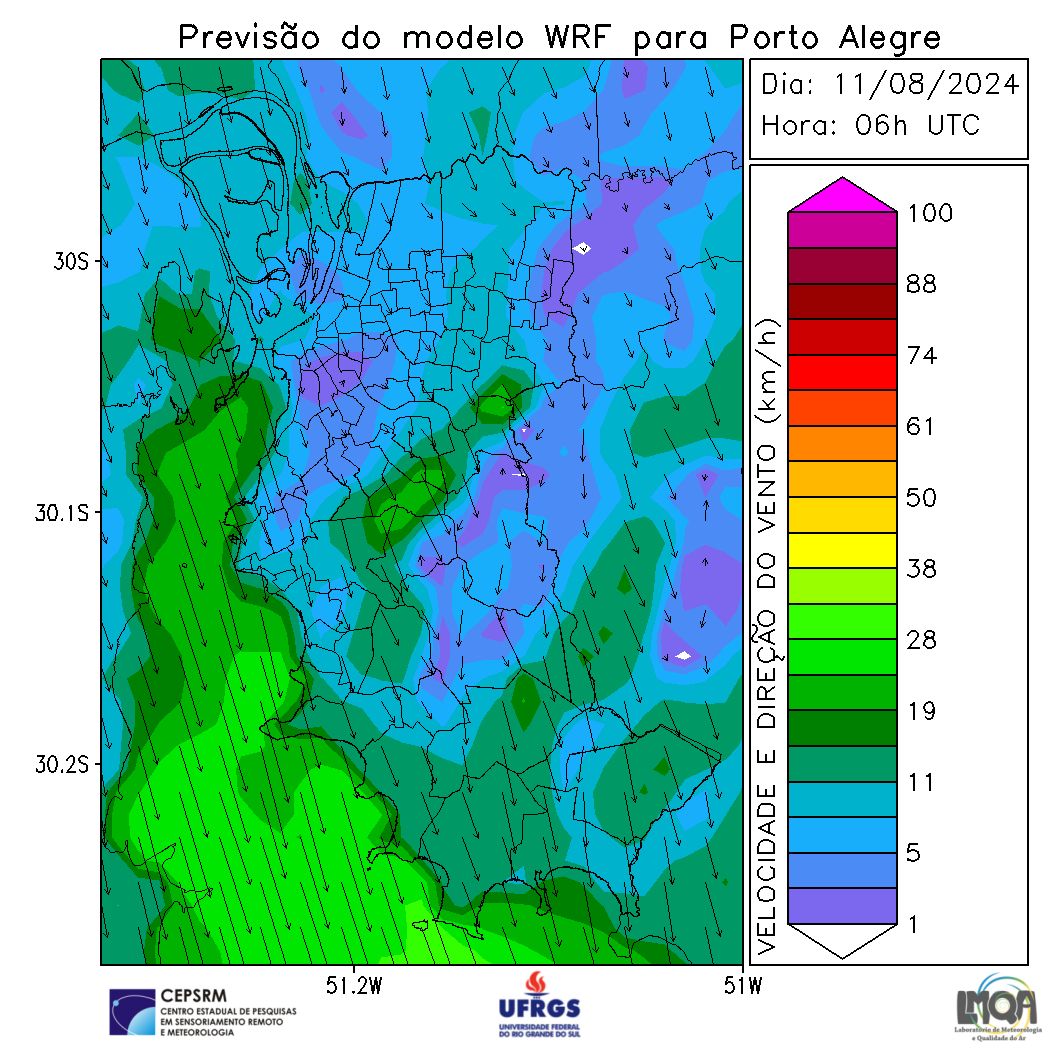 Previsão do modelo WRF para Porto Alegre
Dia: 11/08/2024
Hora: 06h UTC
30S
30.1S
30.2S
51.2W
51W
VELOCIDADE E DIREÇÃO DO VENTO (km/h)
100
88
74
61
50
38
28
19
11
5
1
CEPSRM
CENTRO ESTADUAL DE PESQUISAS
EM SENSORIAMENTO REMOTO
E METEOROLOGIA
UFRGS
UNIVERSIDADE FEDERAL
DO RIO GRANDE DO SUL
LMQA
Laboratório de Meteorologia
e Qualidade do Ar